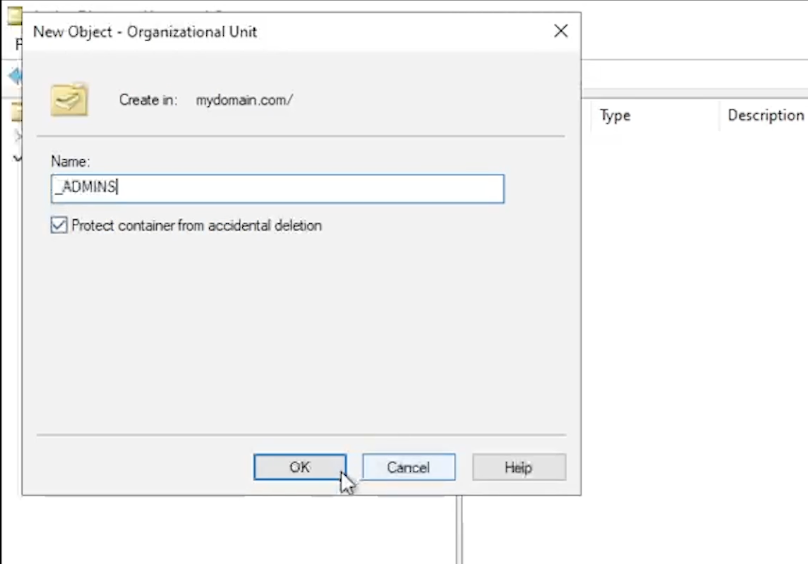 New Object - Organizational Unit
Create in: mydomain.com/
Type Description
Name:
_ADMINS
Protect container from accidental deletion
OK Cancel Help